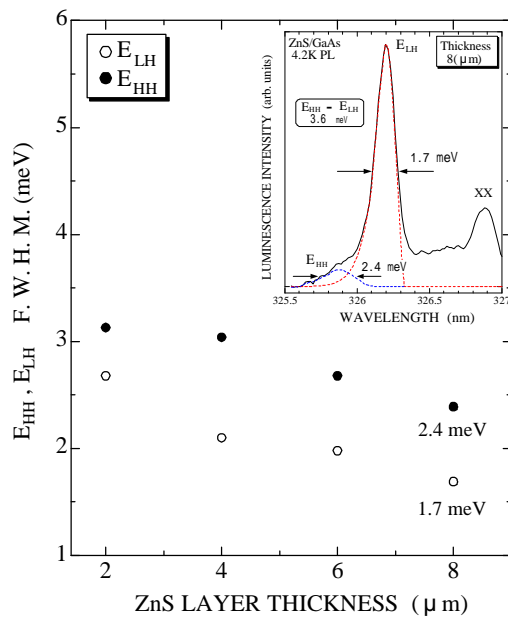 E_HH , E_LH F. W. H. M. (meV)
6
5
4
3
2
1
E_LH
E_HH
2.4 meV
1.7 meV
2 4 6 8
ZnS LAYER THICKNESS (μm)
LUMINESCENCE INTENSITY (arb. units)
ZnS/GaAs
4.2K PL
E_LH
Thickness
8(μm)
E_HH - E_LH
3.6 meV
1.7 meV
XX
E_HH
2.4 meV
325.5 326 326.5 327
WAVELENGTH (nm)